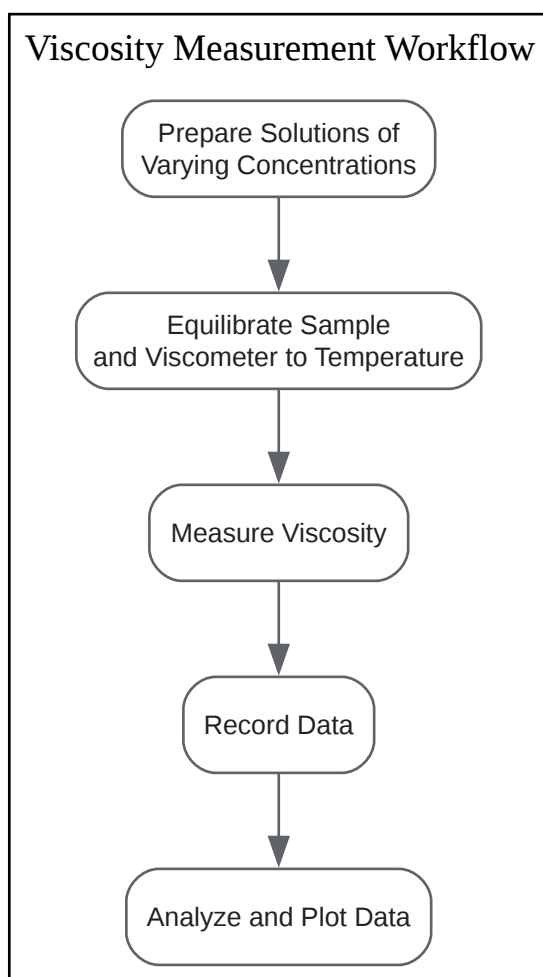 Viscosity Measurement Workflow
Prepare Solutions of
Varying Concentrations
Equilibrate Sample
and Viscometer to Temperature
Measure Viscosity
Record Data
Analyze and Plot Data